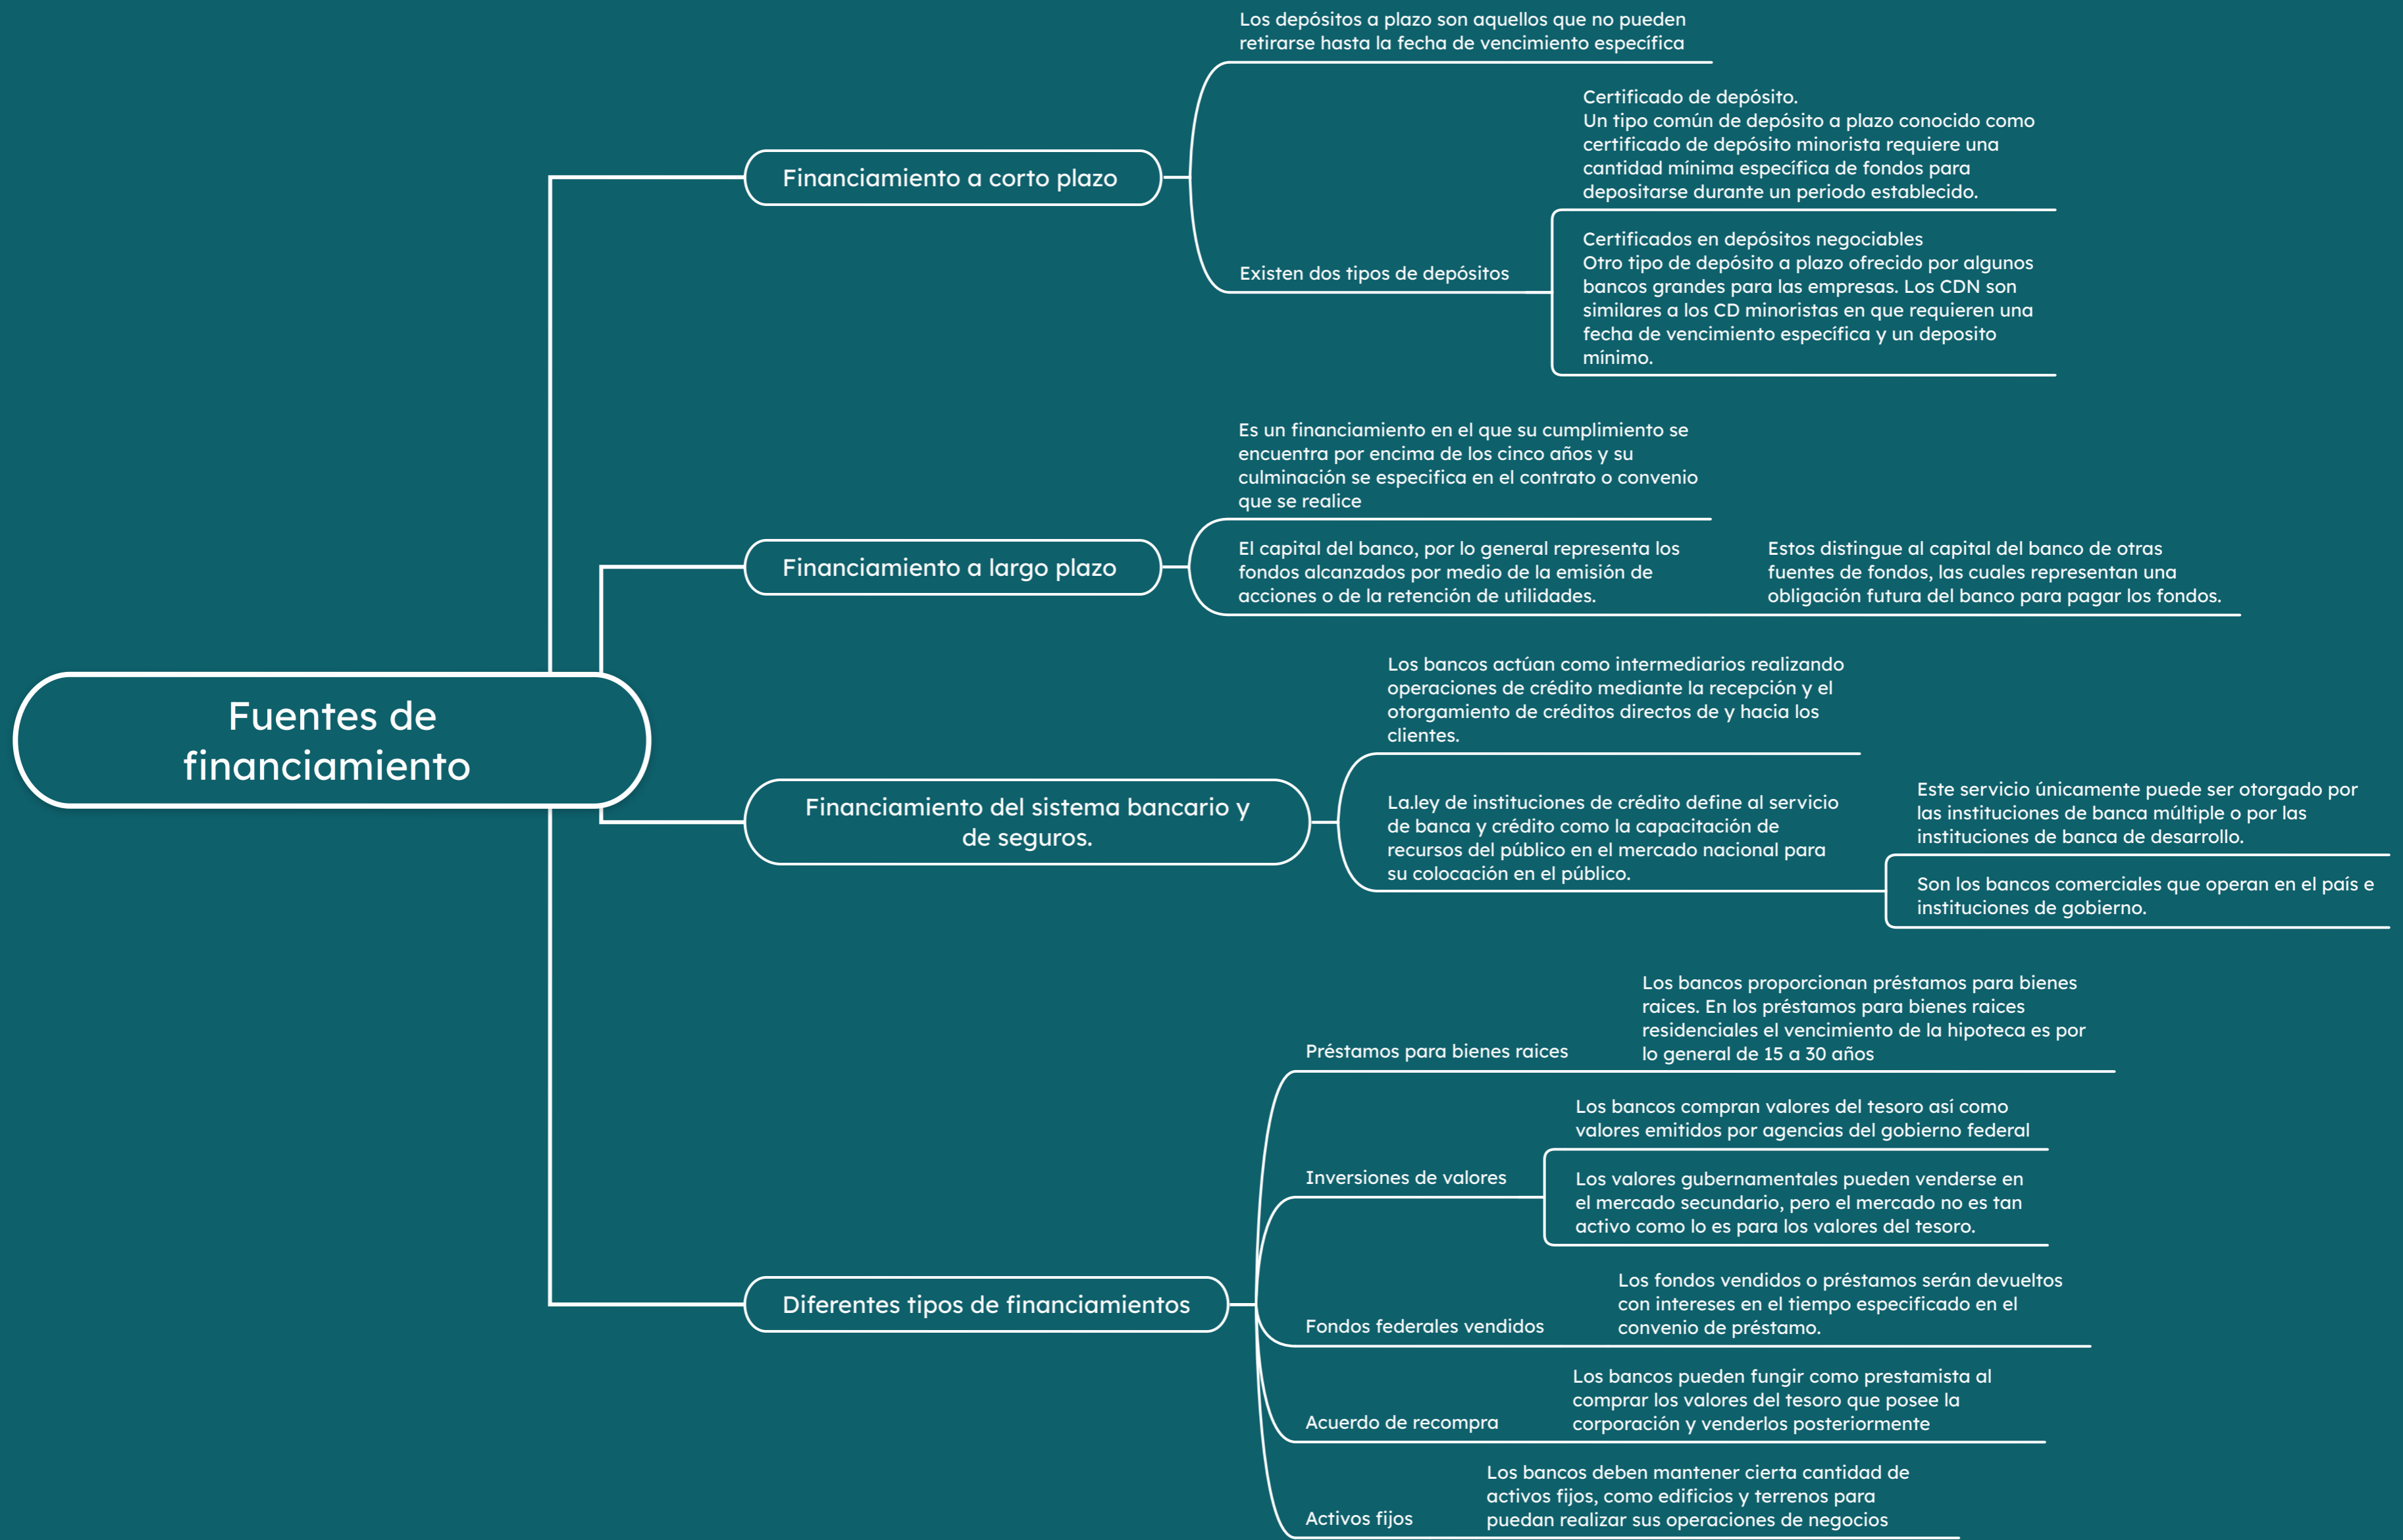 Fuentes de
financiamiento
Financiamiento a corto plazo
Los depósitos a plazo son aquellos que no pueden
retirarse hasta la fecha de vencimiento específica
Existen dos tipos de depósitos
Certificado de depósito.
Un tipo común de depósito a plazo conocido como
certificado de depósito minorista requiere una
cantidad mínima específica de fondos para
depositarse durante un periodo establecido.
Certificados en depósitos negociables
Otro tipo de depósito a plazo ofrecido por algunos
bancos grandes para las empresas. Los CDN son
similares a los CD minoristas en que requieren una
fecha de vencimiento específica y un deposito
mínimo.
Financiamiento a largo plazo
Es un financiamiento en el que su cumplimiento se
encuentra por encima de los cinco años y su
culminación se especifica en el contrato o convenio
que se realice
El capital del banco, por lo general representa los
fondos alcanzados por medio de la emisión de
acciones o de la retención de utilidades.
Estos distingue al capital del banco de otras
fuentes de fondos, las cuales representan una
obligación futura del banco para pagar los fondos.
Financiamiento del sistema bancario y
de seguros.
Los bancos actúan como intermediarios realizando
operaciones de crédito mediante la recepción y el
otorgamiento de créditos directos de y hacia los
clientes.
La.ley de instituciones de crédito define al servicio
de banca y crédito como la capacitación de
recursos del público en el mercado nacional para
su colocación en el público.
Este servicio únicamente puede ser otorgado por
las instituciones de banca múltiple o por las
instituciones de banca de desarrollo.
Son los bancos comerciales que operan en el país e
instituciones de gobierno.
Diferentes tipos de financiamientos
Préstamos para bienes raices
Los bancos proporcionan préstamos para bienes
raices. En los préstamos para bienes raices
residenciales el vencimiento de la hipoteca es por
lo general de 15 a 30 años
Inversiones de valores
Los bancos compran valores del tesoro así como
valores emitidos por agencias del gobierno federal
Los valores gubernamentales pueden venderse en
el mercado secundario, pero el mercado no es tan
activo como lo es para los valores del tesoro.
Fondos federales vendidos
Los fondos vendidos o préstamos serán devueltos
con intereses en el tiempo especificado en el
convenio de préstamo.
Acuerdo de recompra
Los bancos pueden fungir como prestamista al
comprar los valores del tesoro que posee la
corporación y venderlos posteriormente
Activos fijos
Los bancos deben mantener cierta cantidad de
activos fijos, como edificios y terrenos para
puedan realizar sus operaciones de negocios